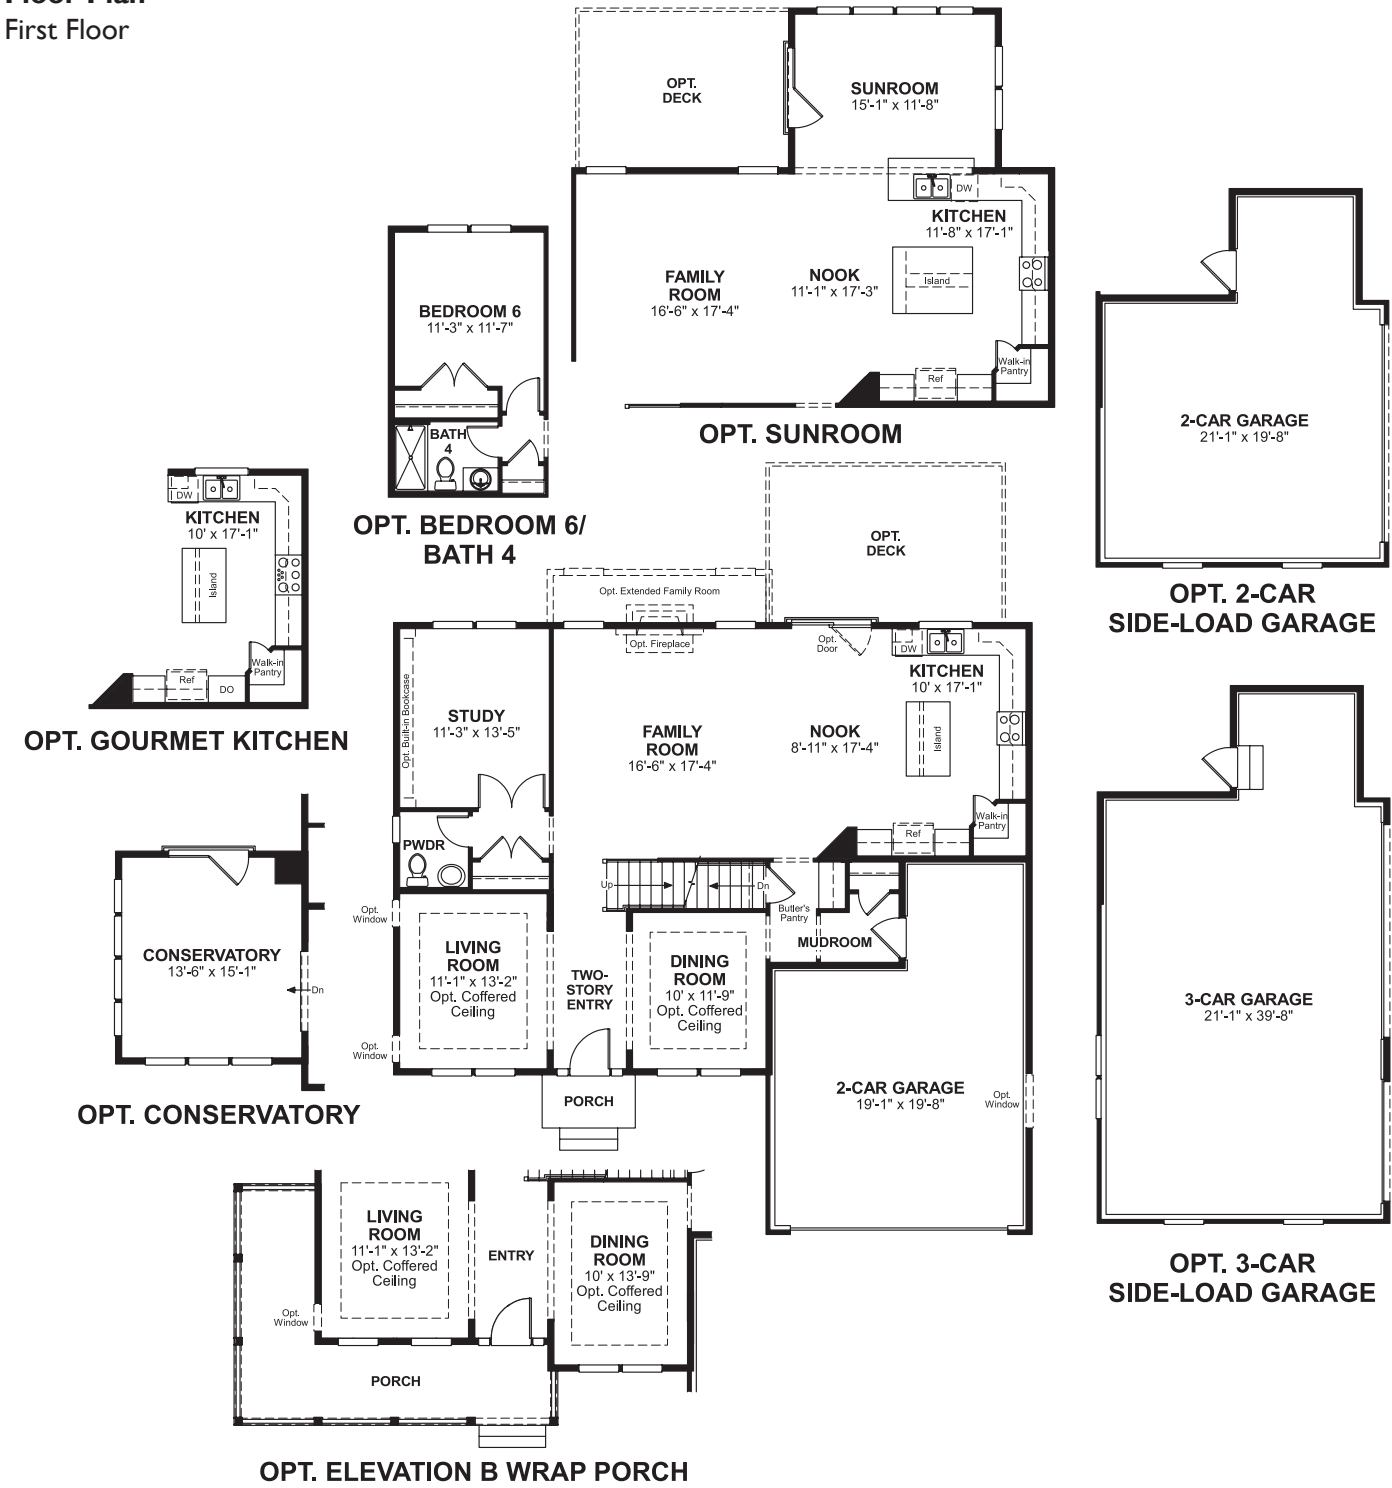 Floor Plan
First Floor
OPT.
DECK
SUNROOM
15'-1" x 11'-8"
DW
KITCHEN
11'-8" x 17'-1"
FAMILY
ROOM
16'-6" x 17'-4"
NOOK
11'-1" x 17'-3"
Island
Walk-in
Pantry
Ref
OPT. SUNROOM
BEDROOM 6
11'-3" x 11'-7"
BATH
4
OPT. BEDROOM 6/
BATH 4
2-CAR GARAGE
21'-1" x 19'-8"
OPT. 2-CAR
SIDE-LOAD GARAGE
DW
KITCHEN
10' x 17'-1"
Island
Walk-in
Pantry
Ref
DO
OPT. GOURMET KITCHEN
OPT.
DECK
Opt. Extended Family Room
Opt. Fireplace
Opt.
Door
DW
KITCHEN
10' x 17'-1"
Opt. Built-in Bookcase
STUDY
11'-3" x 13'-5"
FAMILY
ROOM
16'-6" x 17'-4"
NOOK
8'-11" x 17'-4"
Island
Walk-in
Pantry
Ref
PWDR
Up
Dn
Butler's
Pantry
MUDROOM
Opt.
Window
LIVING
ROOM
11'-1" x 13'-2"
Opt. Coffered
Ceiling
TWO-
STORY
ENTRY
DINING
ROOM
10' x 11'-9"
Opt. Coffered
Ceiling
Opt.
Window
PORCH
2-CAR GARAGE
19'-1" x 19'-8"
Opt.
Window
CONSERVATORY
13'-6" x 15'-1"
Dn
OPT. CONSERVATORY
3-CAR GARAGE
21'-1" x 39'-8"
OPT. 3-CAR
SIDE-LOAD GARAGE
LIVING
ROOM
11'-1" x 13'-2"
Opt. Coffered
Ceiling
ENTRY
DINING
ROOM
10' x 13'-9"
Opt. Coffered
Ceiling
Opt.
Window
PORCH
OPT. ELEVATION B WRAP PORCH